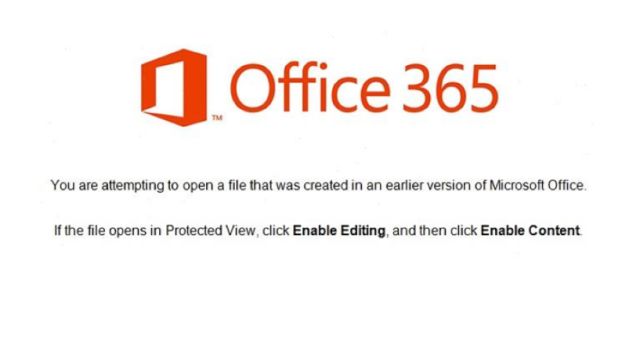 Office 365
TM
You are attempting to open a file that was created in an earlier version of Microsoft Office.
If the file opens in Protected View, click Enable Editing, and then click Enable Content.